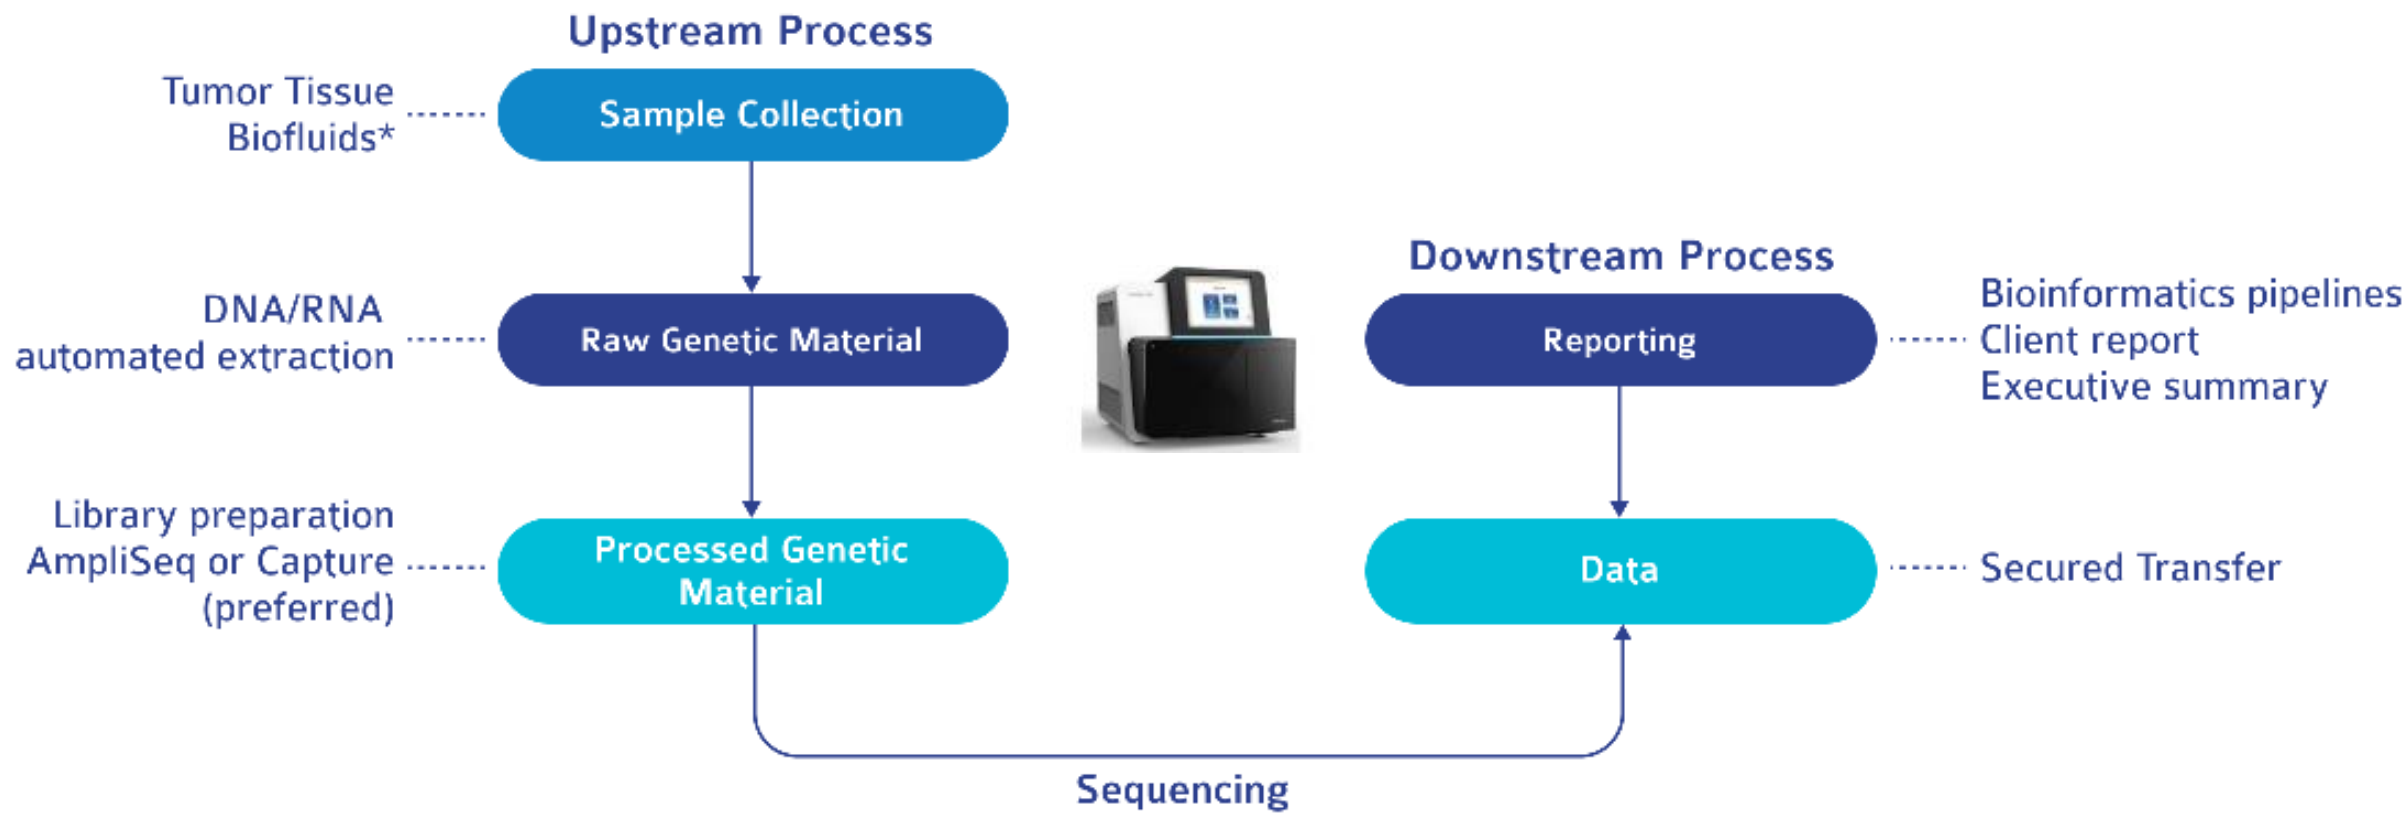 Upstream Process
Tumor Tissue
Biofluids*
Sample Collection
DNA/RNA
automated extraction
Raw Genetic Material
Library preparation
AmpliSeq or Capture
(preferred)
Processed Genetic
Material
Sequencing
Downstream Process
Reporting
Bioinformatics pipelines
Client report
Executive summary
Data
Secured Transfer